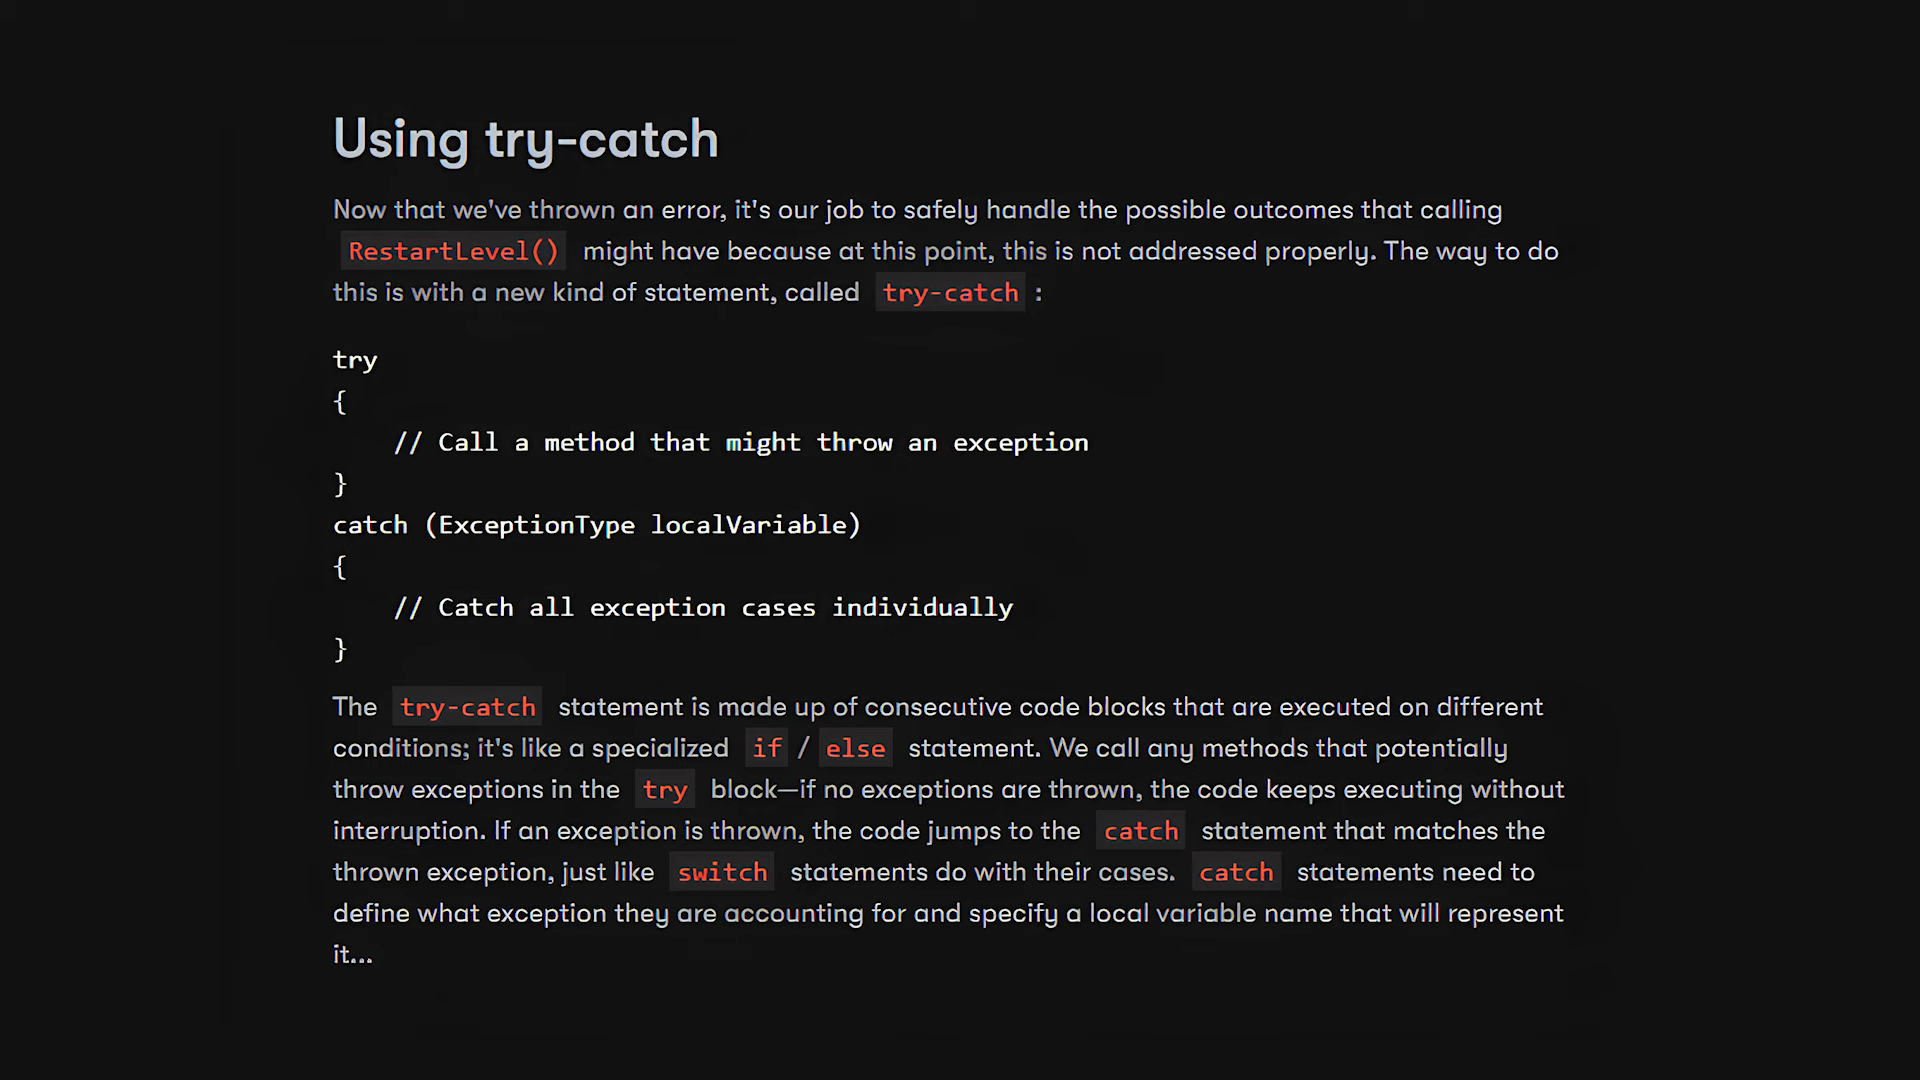 Using try-catch
Now that we've thrown an error, it's our job to safely handle the possible outcomes that calling
RestartLevel() might have because at this point, this is not addressed properly. The way to do
this is with a new kind of statement, called try-catch :
try
{
    // Call a method that might throw an exception
}
catch (ExceptionType localVariable)
{
    // Catch all exception cases individually
}
The try-catch statement is made up of consecutive code blocks that are executed on different
conditions; it's like a specialized if / else statement. We call any methods that potentially
throw exceptions in the try block—if no exceptions are thrown, the code keeps executing without
interruption. If an exception is thrown, the code jumps to the catch statement that matches the
thrown exception, just like switch statements do with their cases. catch statements need to
define what exception they are accounting for and specify a local variable name that will represent
it...